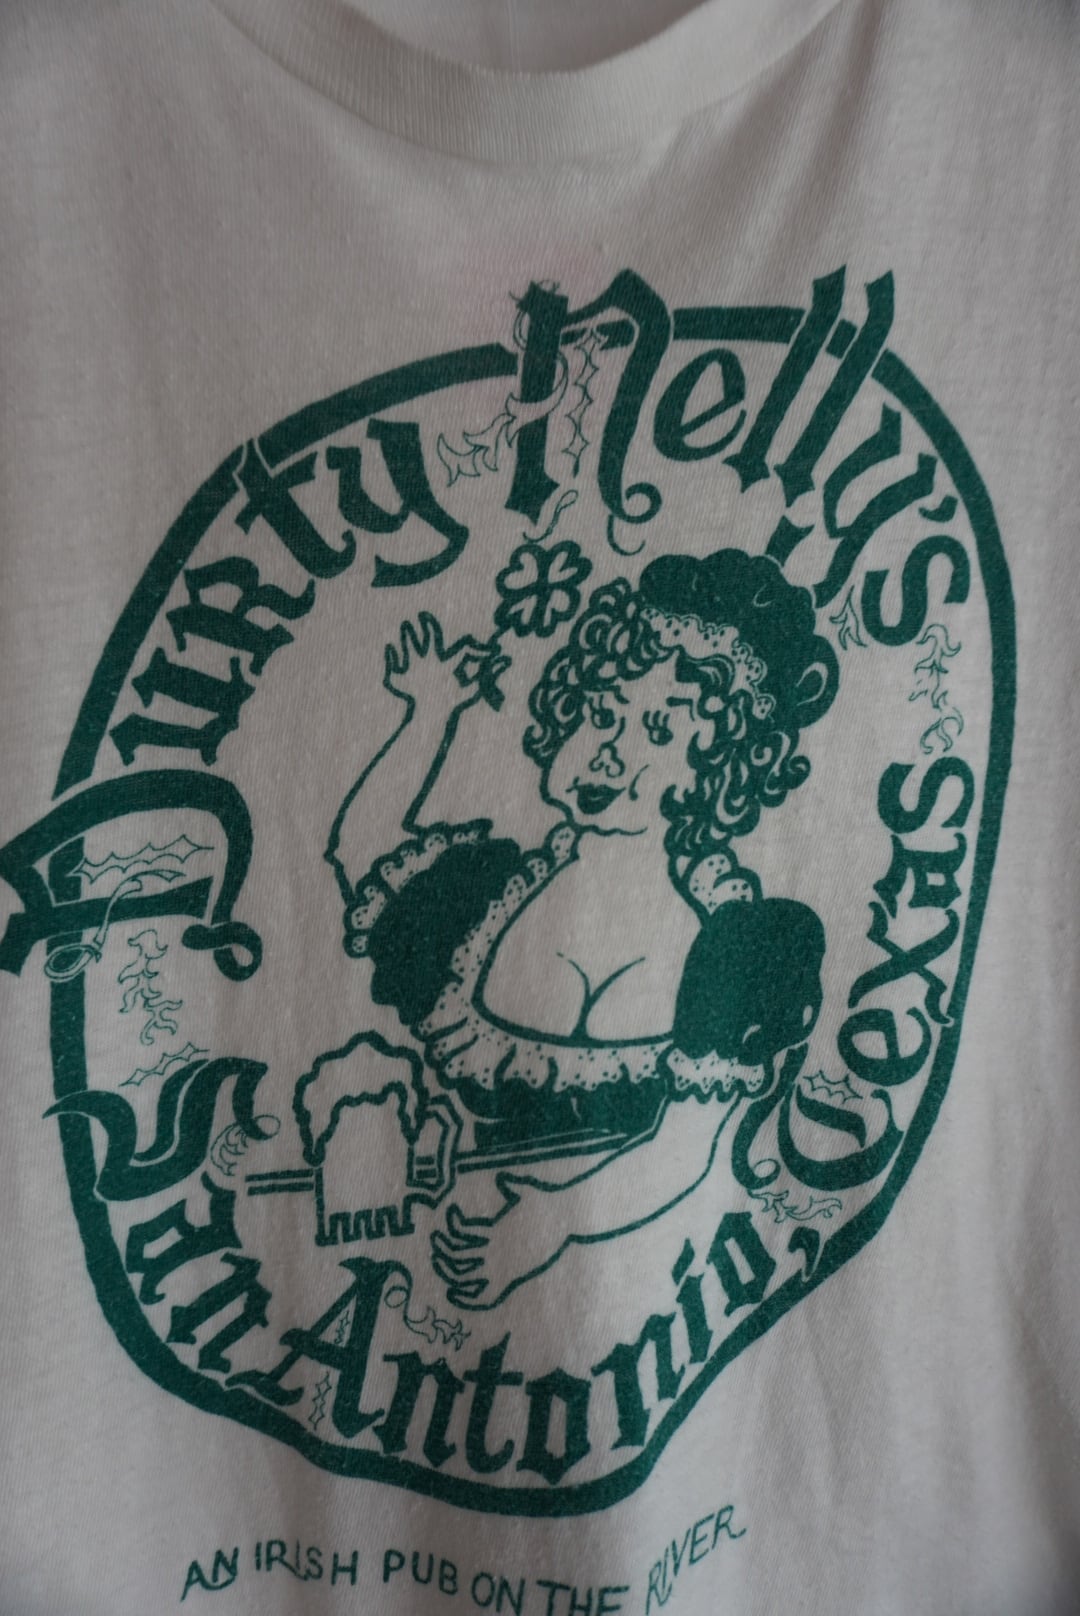 Durty Nelly's
San Antonio, Texas
AN IRISH PUB ON THE RIVER